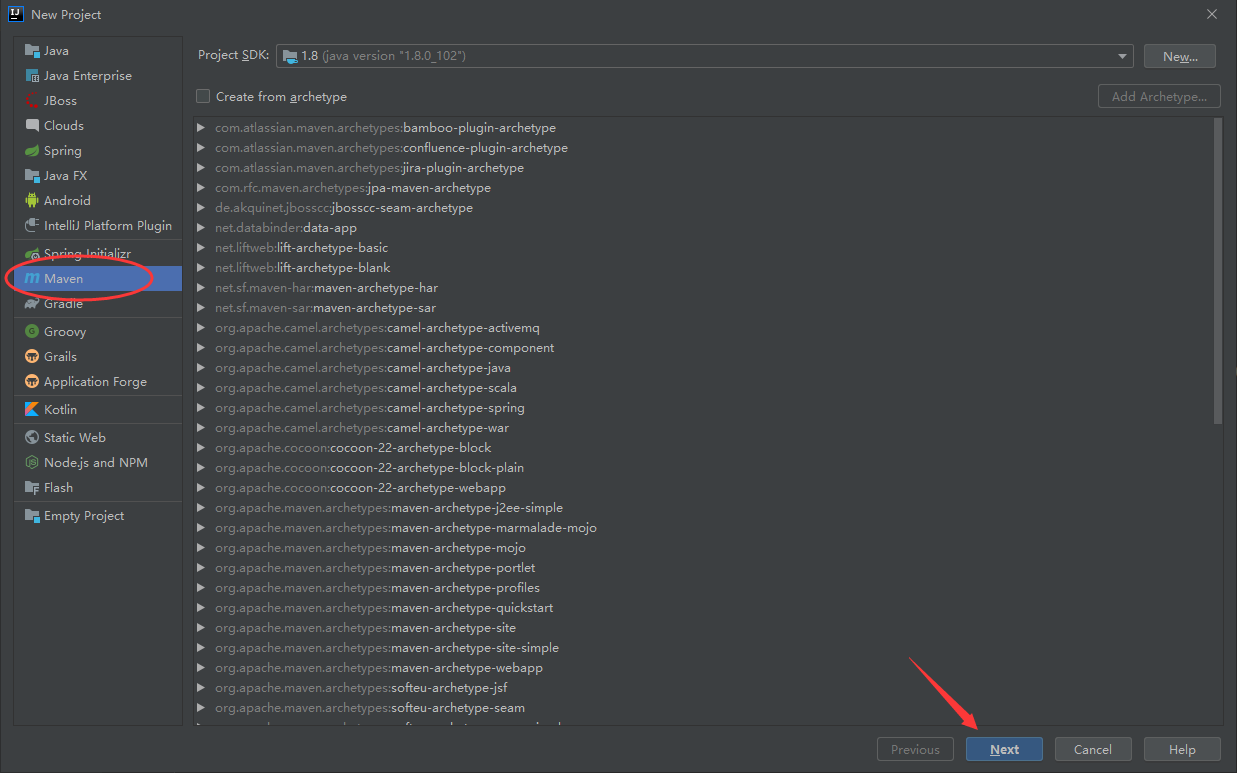 New Project
Java
Java Enterprise
JBoss
Clouds
Spring
Java FX
Android
IntelliJ Platform Plugin
Spring Initializr
Maven
Gradle
Groovy
Grails
Application Forge
Kotlin
Static Web
Node.js and NPM
Flash
Empty Project
Project SDK: 1.8 (java version "1.8.0_102") New...
Create from archetype Add Archetype...
com.atlassian.maven.archetypes:bamboo-plugin-archetype
com.atlassian.maven.archetypes:confluence-plugin-archetype
com.atlassian.maven.archetypes:jira-plugin-archetype
com.rfc.maven.archetypes:jpa-maven-archetype
de.akquinet.jbosscc:jbosscc-seam-archetype
net.databinder:data-app
net.liftweb:lift-archetype-basic
net.liftweb:lift-archetype-blank
net.sf.maven-har:maven-archetype-har
net.sf.maven-sar:maven-archetype-sar
org.apache.camel.archetypes:camel-archetype-activemq
org.apache.camel.archetypes:camel-archetype-component
org.apache.camel.archetypes:camel-archetype-java
org.apache.camel.archetypes:camel-archetype-scala
org.apache.camel.archetypes:camel-archetype-spring
org.apache.camel.archetypes:camel-archetype-war
org.apache.cocoon:cocoon-22-archetype-block
org.apache.cocoon:cocoon-22-archetype-block-plain
org.apache.cocoon:cocoon-22-archetype-webapp
org.apache.maven.archetypes:maven-archetype-j2ee-simple
org.apache.maven.archetypes:maven-archetype-marmalade-mojo
org.apache.maven.archetypes:maven-archetype-mojo
org.apache.maven.archetypes:maven-archetype-portlet
org.apache.maven.archetypes:maven-archetype-profiles
org.apache.maven.archetypes:maven-archetype-quickstart
org.apache.maven.archetypes:maven-archetype-site
org.apache.maven.archetypes:maven-archetype-site-simple
org.apache.maven.archetypes:maven-archetype-webapp
org.apache.maven.archetypes:softeu-archetype-jsf
org.apache.maven.archetypes:softeu-archetype-seam
Previous Next Cancel Help